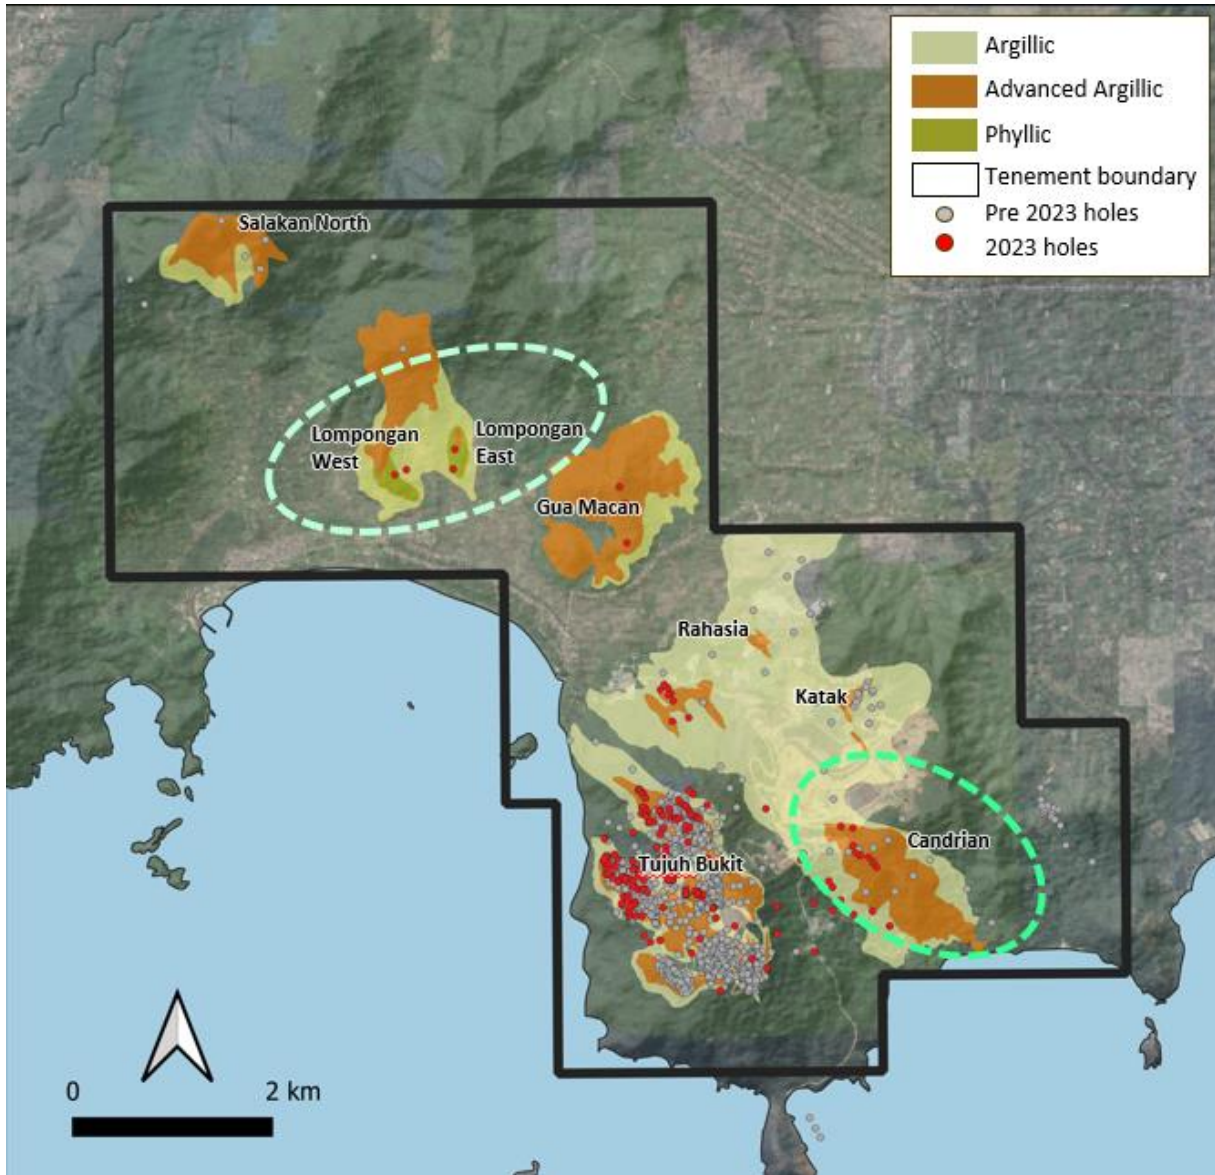 Argillic
Advanced Argillic
Phyllic
Tenement boundary
Pre 2023 holes
2023 holes
Salakan North
Lompongan
West
Lompongan
East
Gua Macan
Rahasia
Katak
Candrian
Tujuh Bukit
0 2 km